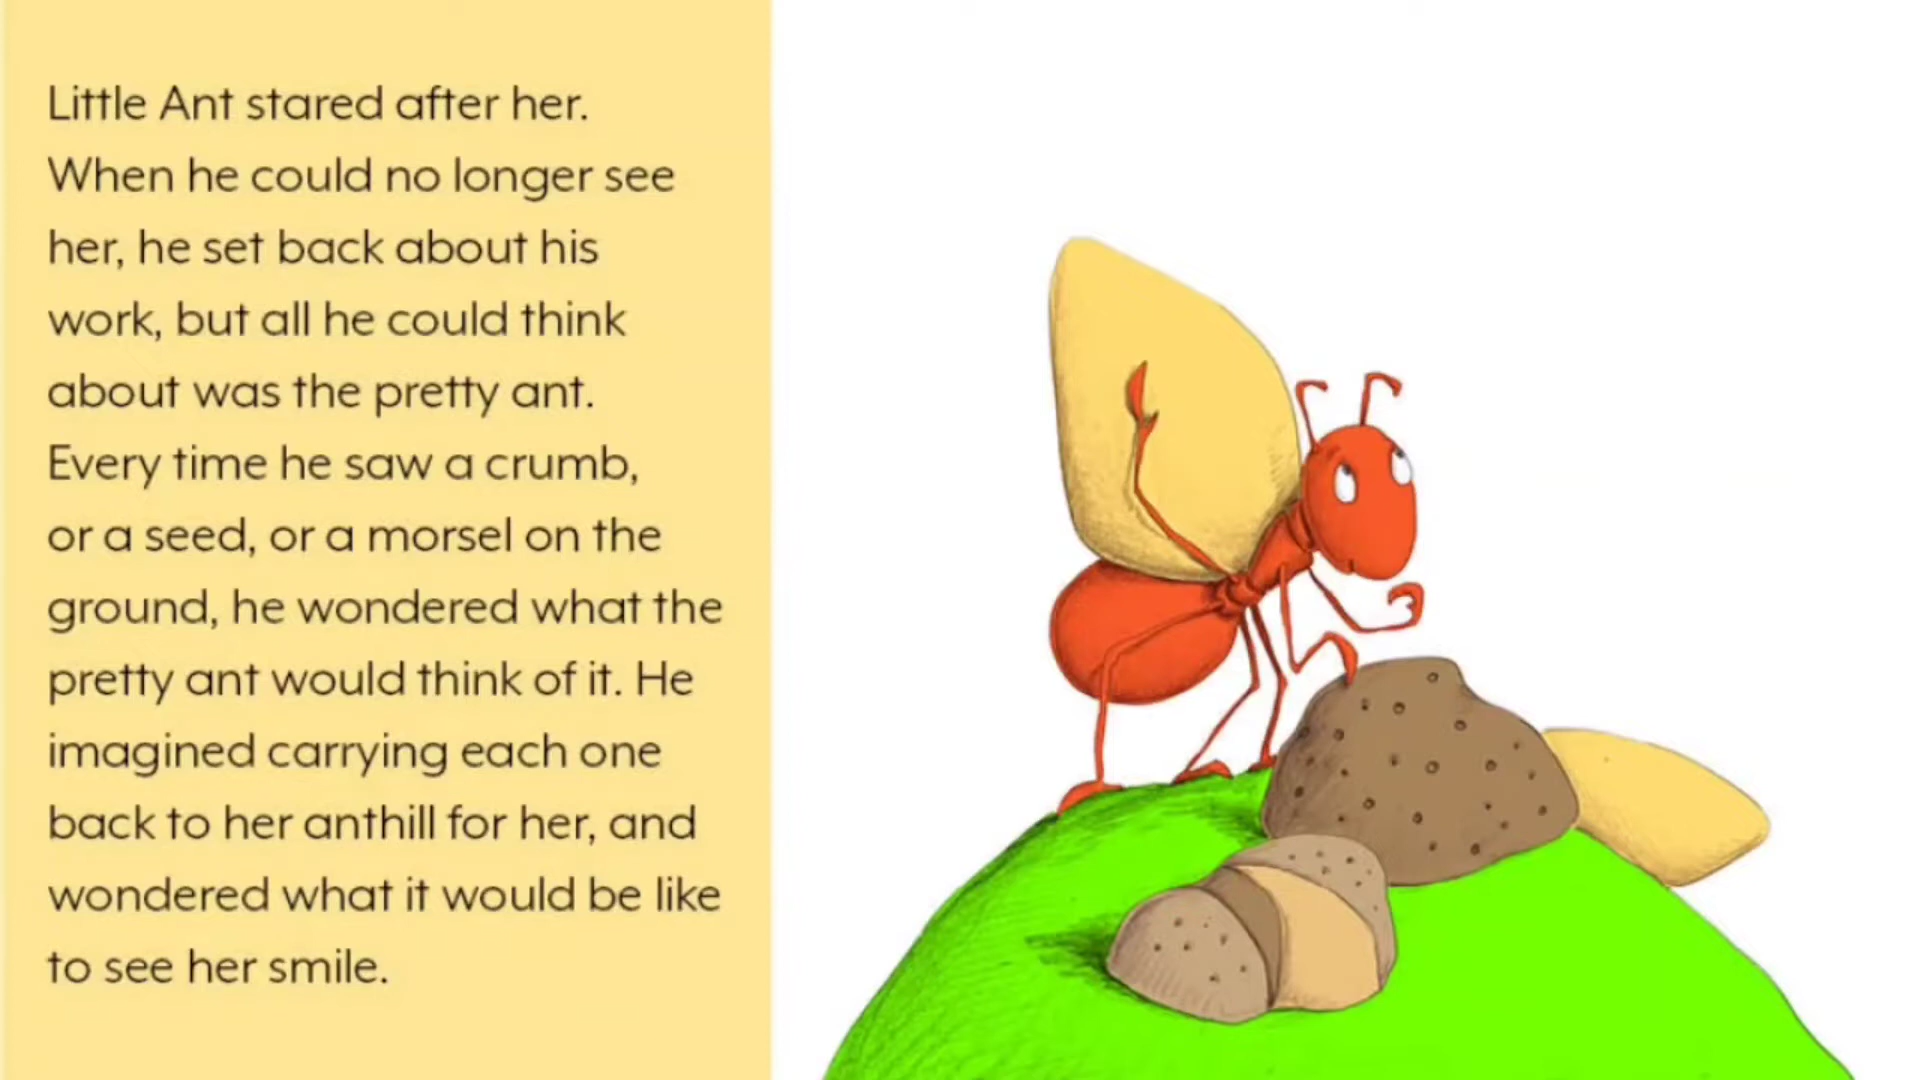 Little Ant stared after her.
When he could no longer see
her, he set back about his
work, but all he could think
about was the pretty ant.
Every time he saw a crumb,
or a seed, or a morsel on the
ground, he wondered what the
pretty ant would think of it. He
imagined carrying each one
back to her anthill for her, and
wondered what it would be like
to see her smile.